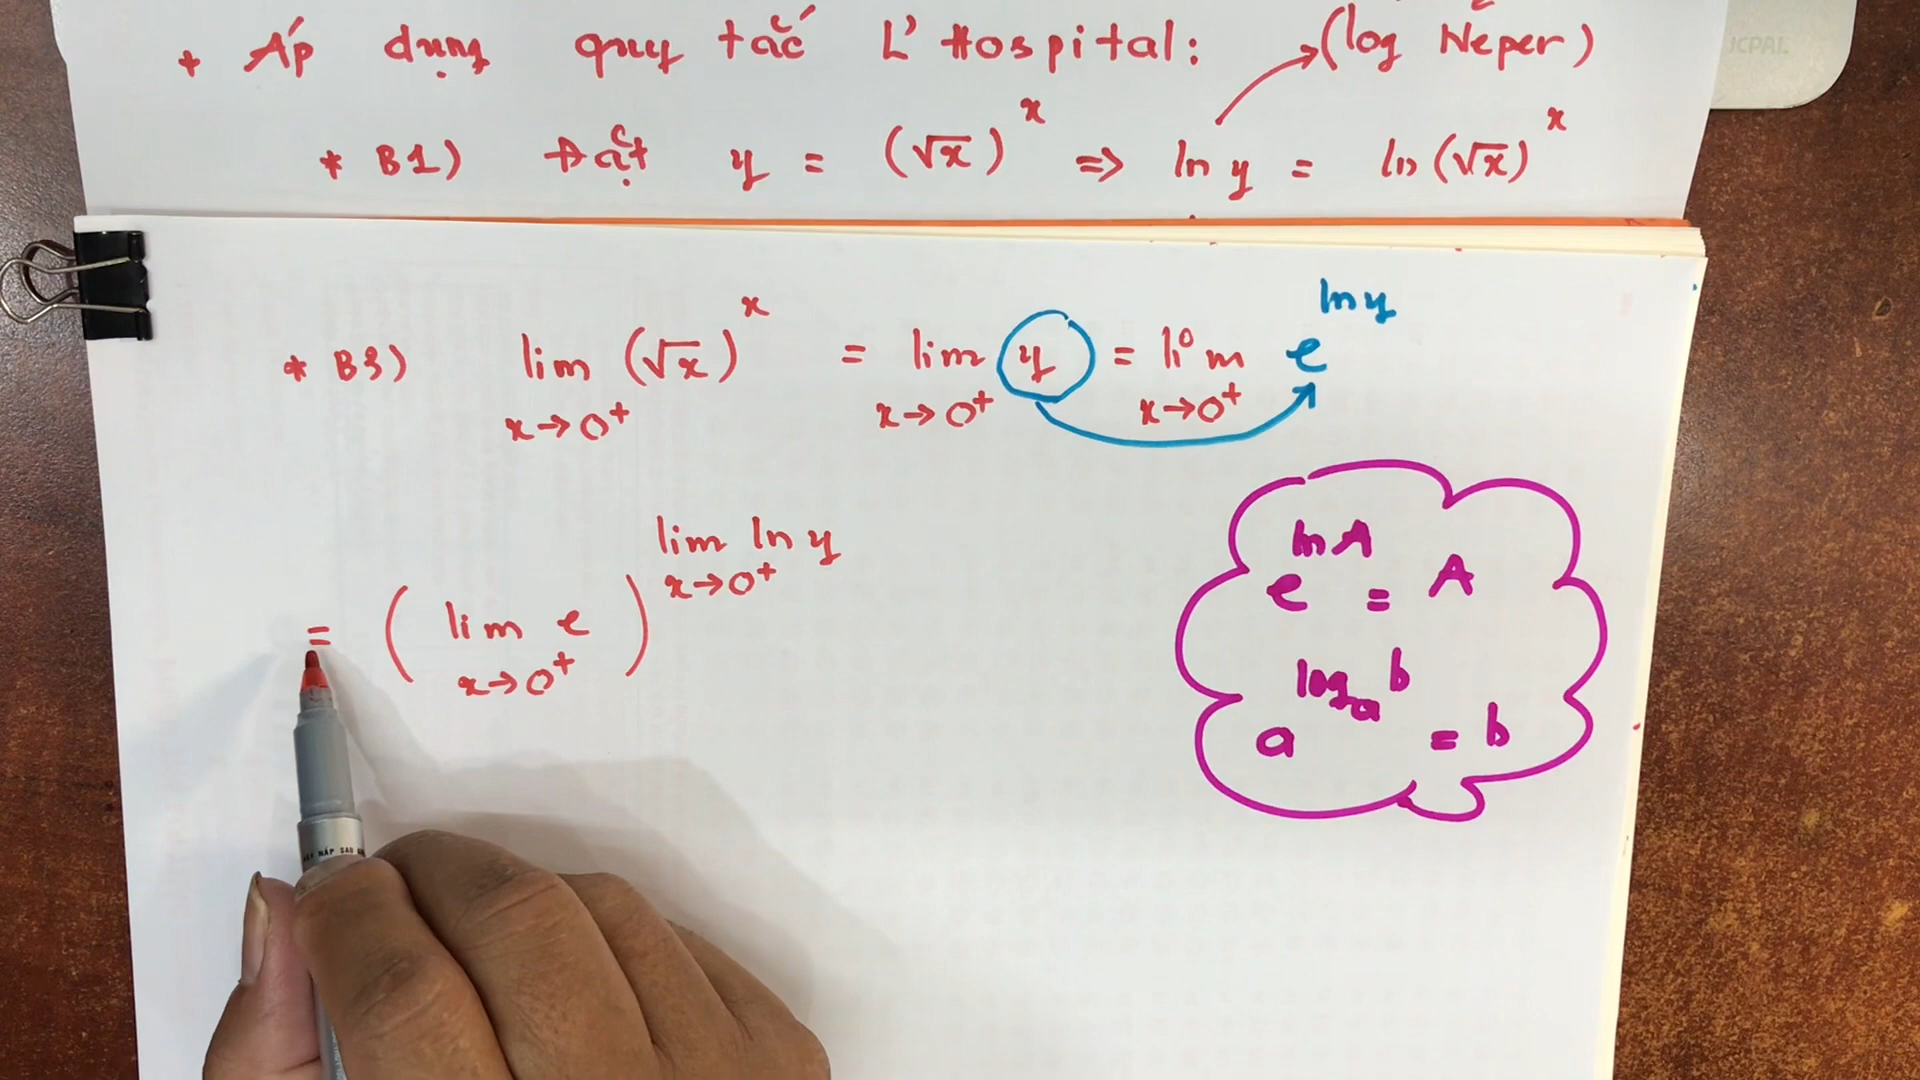 + Áp dụng quy tắc L'Hospital: (log Neper)
* B1) Đặt y = (√x)^x => ln y = ln(√x)^x
* B3) lim (√x)^x = lim y = lim e^ln y
x→0⁺ x→0⁺ x→0⁺
= ( lim e )^lim ln y
x→0⁺ x→0⁺
e^ln A = A
a^log_a b = b
JCPAL